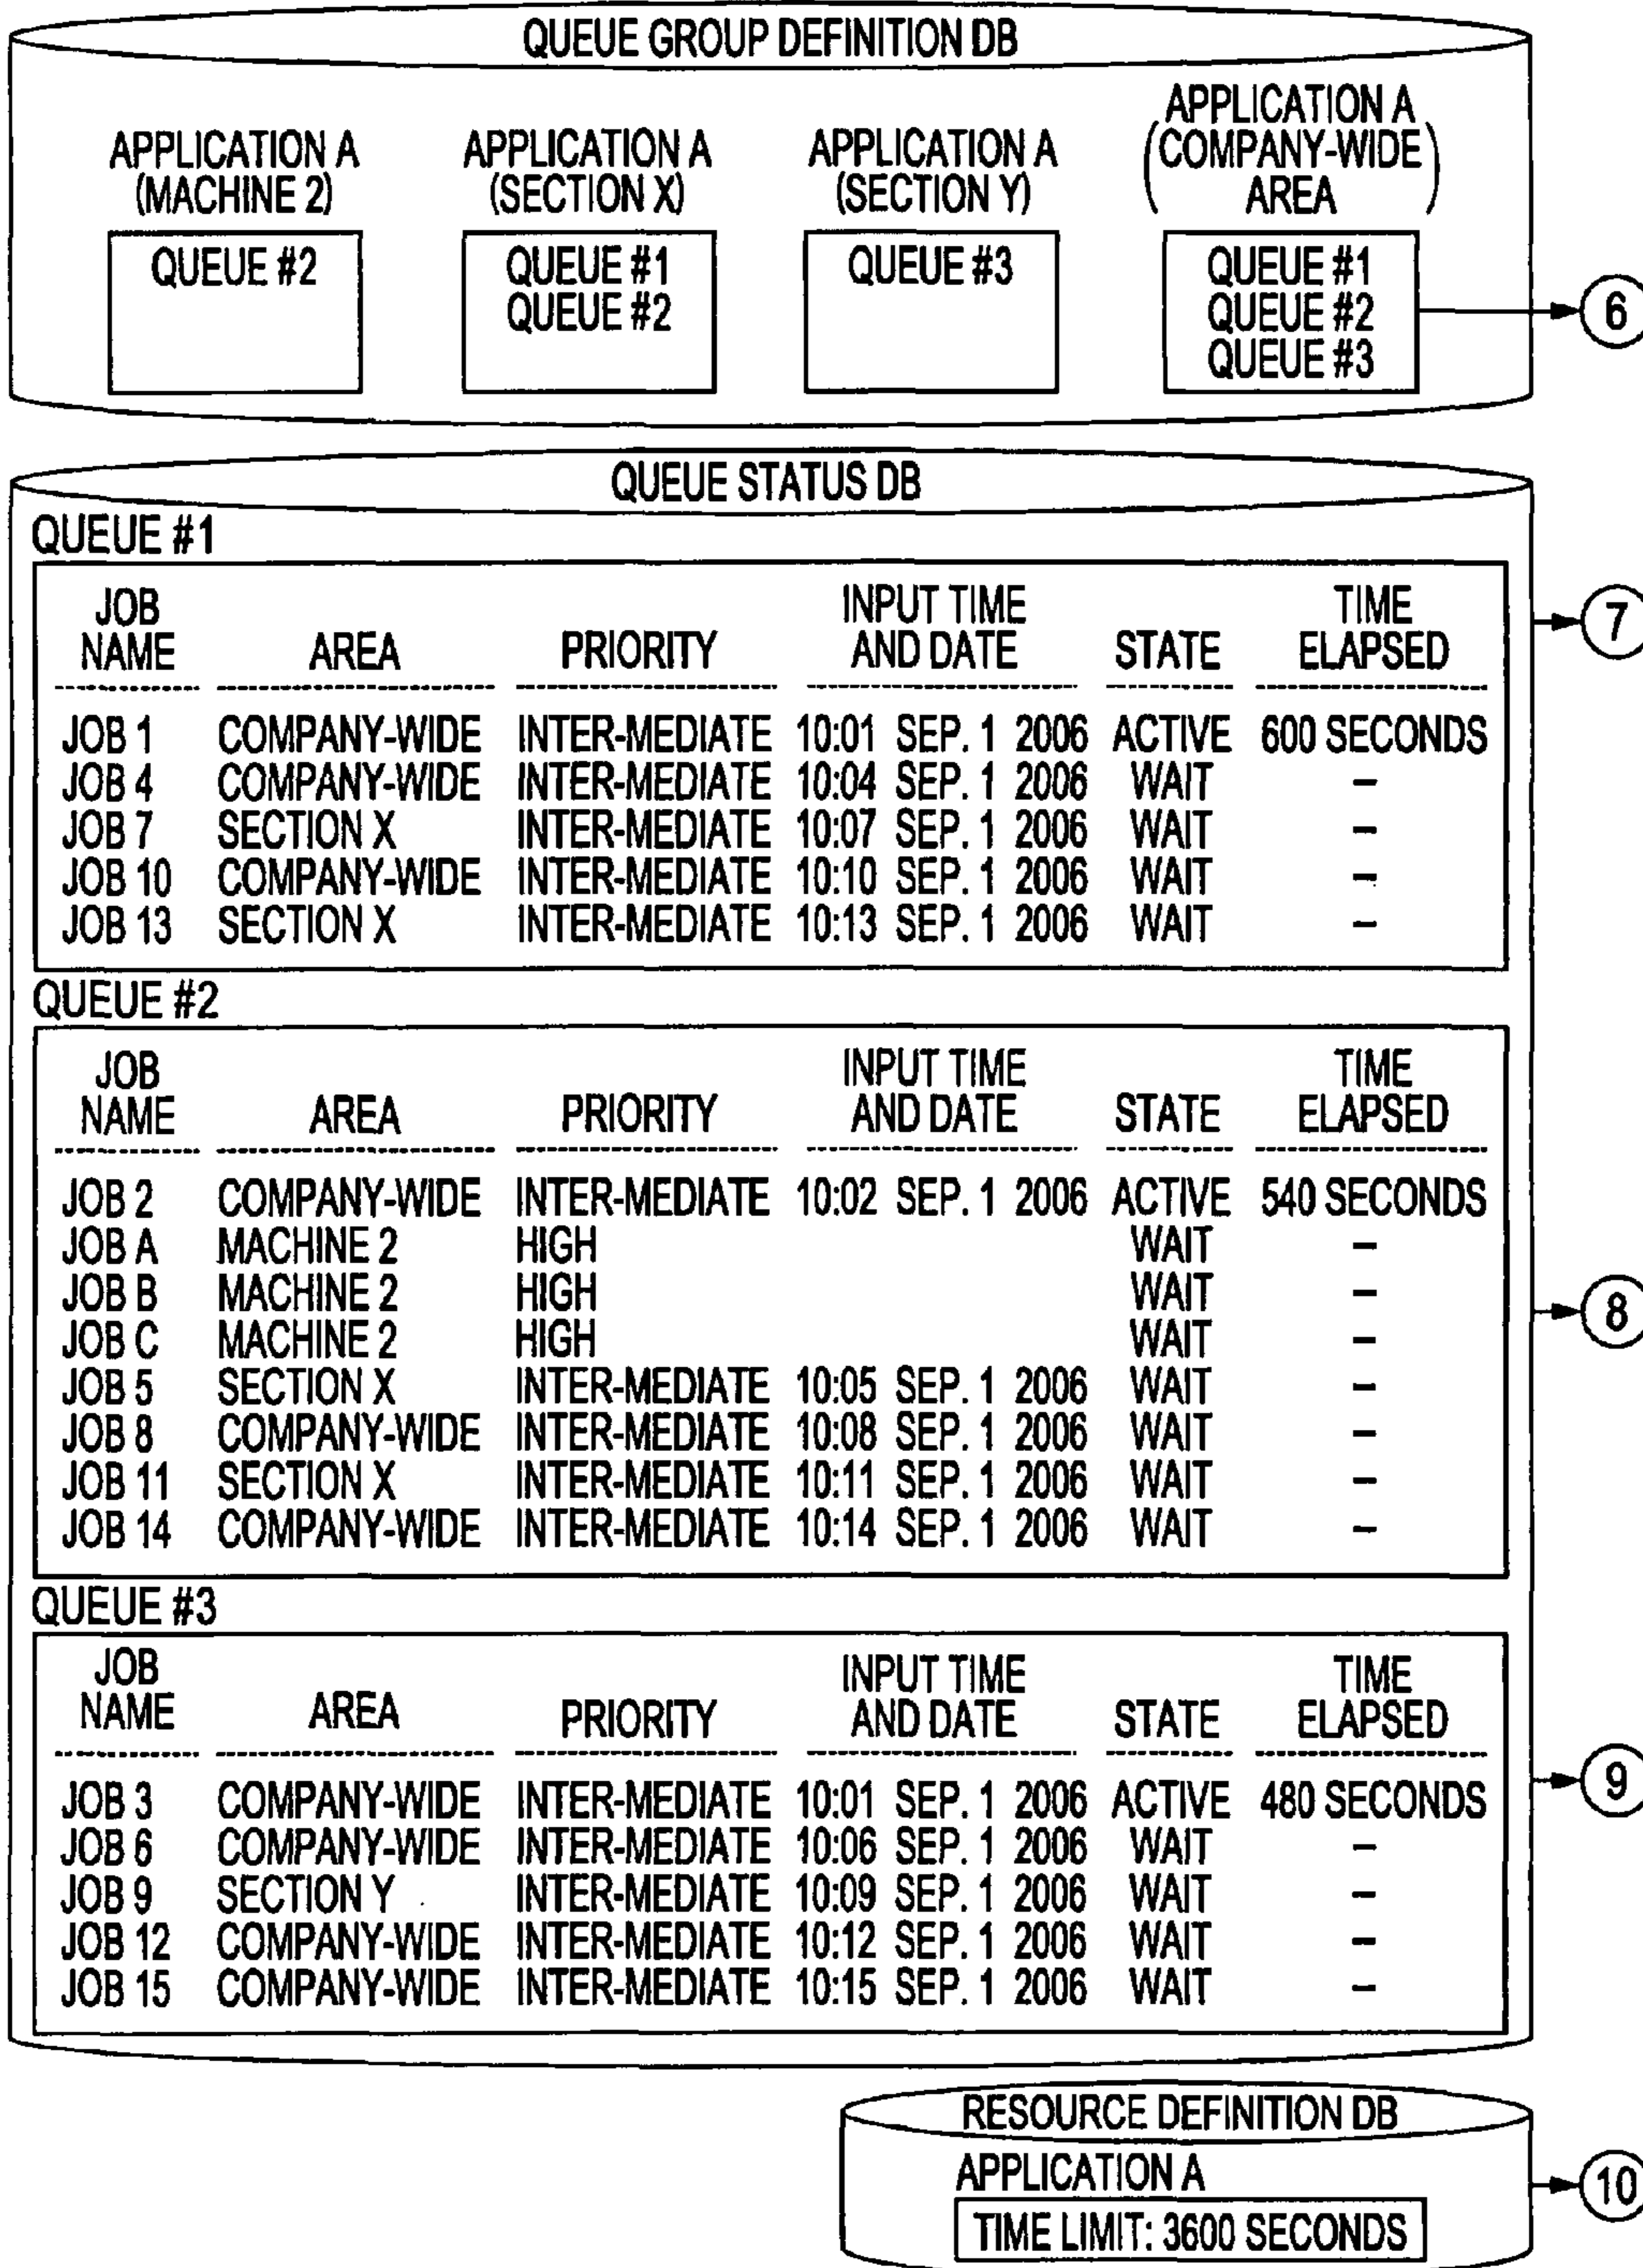 QUEUE GROUP DEFINITION DB
APPLICATION A
(MACHINE 2)
QUEUE #2
APPLICATION A
(SECTION X)
QUEUE #1
QUEUE #2
APPLICATION A
(SECTION Y)
QUEUE #3
APPLICATION A
(COMPANY-WIDE
AREA)
QUEUE #1
QUEUE #2
QUEUE #3
6
QUEUE STATUS DB
QUEUE #1
JOB NAME AREA PRIORITY INPUT TIME AND DATE STATE TIME ELAPSED
JOB 1 COMPANY-WIDE INTER-MEDIATE 10:01 SEP. 1 2006 ACTIVE 600 SECONDS
JOB 4 COMPANY-WIDE INTER-MEDIATE 10:04 SEP. 1 2006 WAIT –
JOB 7 SECTION X INTER-MEDIATE 10:07 SEP. 1 2006 WAIT –
JOB 10 COMPANY-WIDE INTER-MEDIATE 10:10 SEP. 1 2006 WAIT –
JOB 13 SECTION X INTER-MEDIATE 10:13 SEP. 1 2006 WAIT –
7
QUEUE #2
JOB NAME AREA PRIORITY INPUT TIME AND DATE STATE TIME ELAPSED
JOB 2 COMPANY-WIDE INTER-MEDIATE 10:02 SEP. 1 2006 ACTIVE 540 SECONDS
JOB A MACHINE 2 HIGH WAIT –
JOB B MACHINE 2 HIGH WAIT –
JOB C MACHINE 2 HIGH WAIT –
JOB 5 SECTION X INTER-MEDIATE 10:05 SEP. 1 2006 WAIT –
JOB 8 COMPANY-WIDE INTER-MEDIATE 10:08 SEP. 1 2006 WAIT –
JOB 11 SECTION X INTER-MEDIATE 10:11 SEP. 1 2006 WAIT –
JOB 14 COMPANY-WIDE INTER-MEDIATE 10:14 SEP. 1 2006 WAIT –
8
QUEUE #3
JOB NAME AREA PRIORITY INPUT TIME AND DATE STATE TIME ELAPSED
JOB 3 COMPANY-WIDE INTER-MEDIATE 10:01 SEP. 1 2006 ACTIVE 480 SECONDS
JOB 6 COMPANY-WIDE INTER-MEDIATE 10:06 SEP. 1 2006 WAIT –
JOB 9 SECTION Y INTER-MEDIATE 10:09 SEP. 1 2006 WAIT –
JOB 12 COMPANY-WIDE INTER-MEDIATE 10:12 SEP. 1 2006 WAIT –
JOB 15 COMPANY-WIDE INTER-MEDIATE 10:15 SEP. 1 2006 WAIT –
9
RESOURCE DEFINITION DB
APPLICATION A
TIME LIMIT: 3600 SECONDS
10